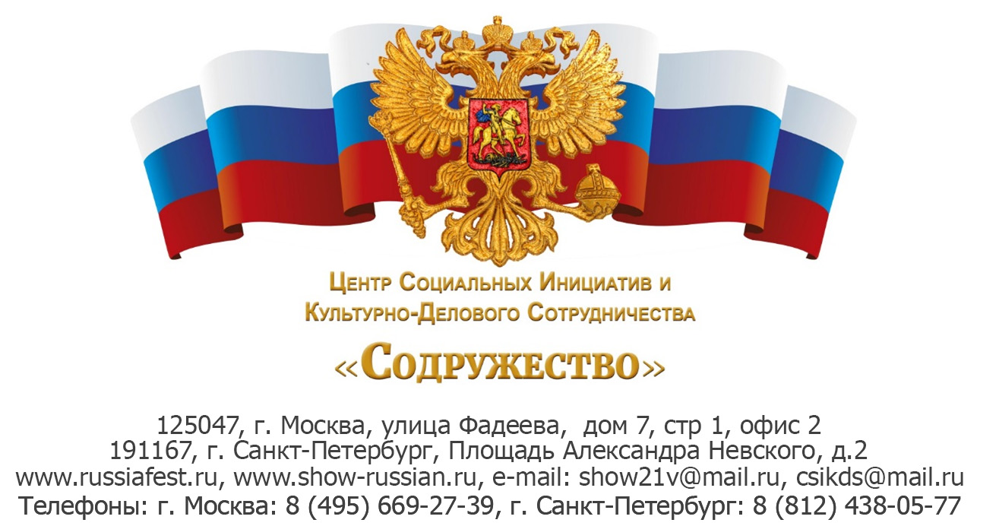 Центр Социальных Инициатив и
Культурно-Делового Сотрудничества
«Содружество»
125047, г. Москва, улица Фадеева,  дом 7, стр 1, офис 2
191167, г. Санкт-Петербург, Площадь Александра Невского, д.2
www.russiafest.ru, www.show-russian.ru, e-mail: show21v@mail.ru, csikds@mail.ru
Телефоны: г. Москва: 8 (495) 669-27-39, г. Санкт-Петербург: 8 (812) 438-05-77